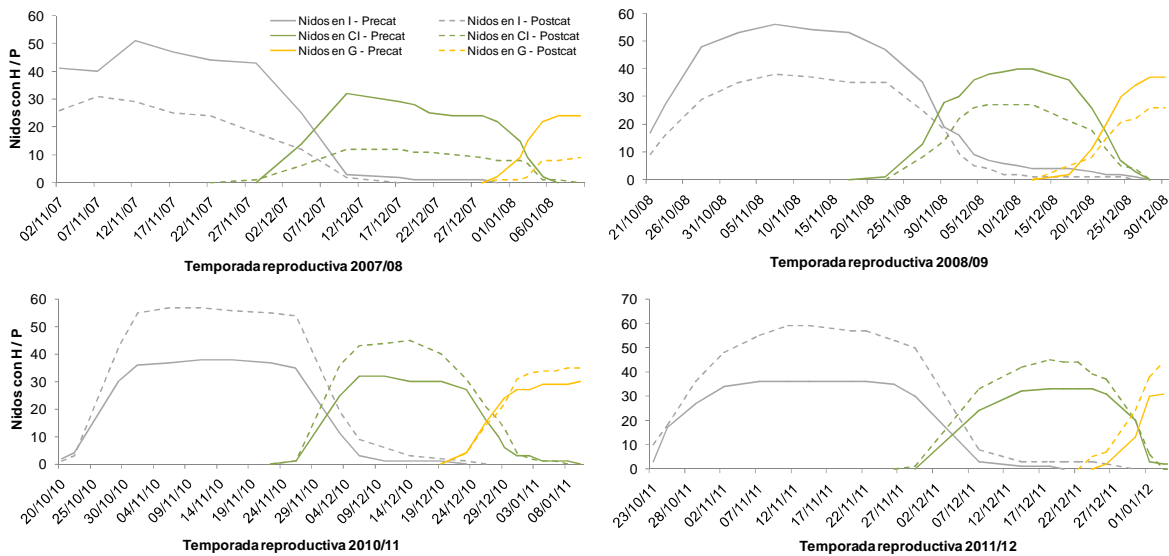 Nidos con H / P
60
50
40
30
20
10
0
Nidos en I - Precat
Nidos en I - Postcat
Nidos en CI - Precat
Nidos en CI - Postcat
Nidos en G - Precat
Nidos en G - Postcat
02/11/07 07/11/07 12/11/07 17/11/07 22/11/07 27/11/07 02/12/07 07/12/07 12/12/07 17/12/07 22/12/07 27/12/07 01/01/08 06/01/08
Temporada reproductiva 2007/08
60
50
40
30
20
10
0
21/10/08 26/10/08 31/10/08 05/11/08 10/11/08 15/11/08 20/11/08 25/11/08 30/11/08 05/12/08 10/12/08 15/12/08 20/12/08 25/12/08 30/12/08
Temporada reproductiva 2008/09
Nidos con H / P
60
50
40
30
20
10
0
20/10/10 25/10/10 30/10/10 04/11/10 09/11/10 14/11/10 19/11/10 24/11/10 29/11/10 04/12/10 09/12/10 14/12/10 19/12/10 24/12/10 29/12/10 03/01/11 08/01/11
Temporada reproductiva 2010/11
70
60
50
40
30
20
10
0
23/10/11 28/10/11 02/11/11 07/11/11 12/11/11 17/11/11 22/11/11 27/11/11 02/12/11 07/12/11 12/12/11 17/12/11 22/12/11 27/12/11 01/01/12
Temporada reproductiva 2011/12